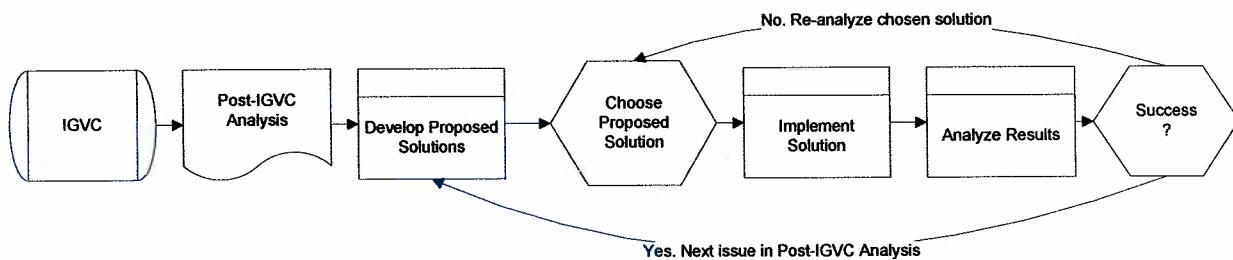 No. Re-analyze chosen solution
IGVC
Post-IGVC
Analysis
Develop Proposed
Solutions
Choose
Proposed
Solution
Implement
Solution
Analyze Results
Success
?
Yes. Next issue in Post-IGVC Analysis